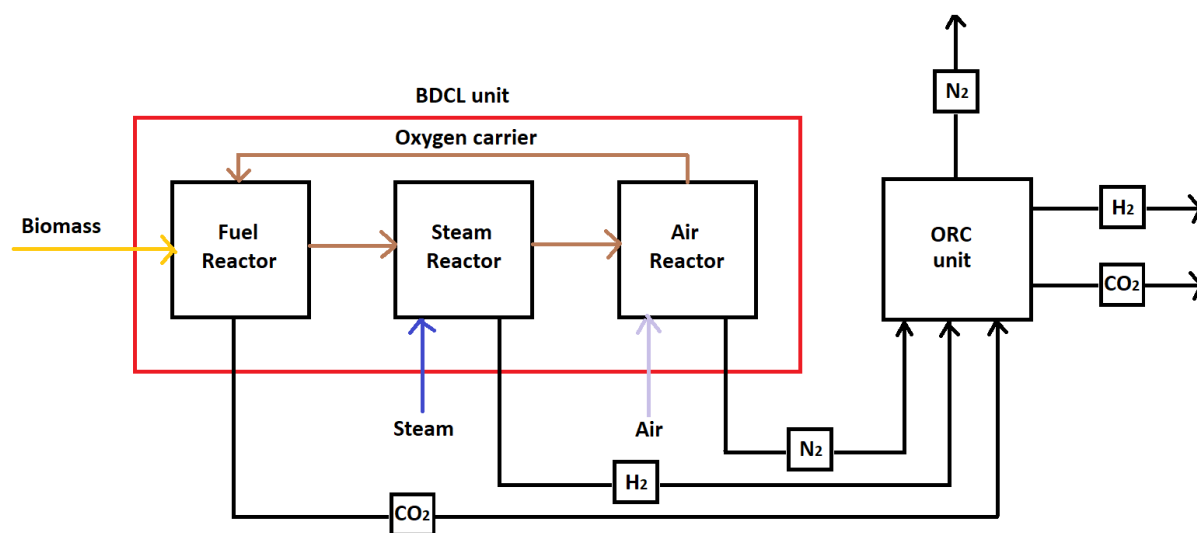 N₂
BDCL unit
Oxygen carrier
Biomass
Fuel
Reactor
Steam
Reactor
Air
Reactor
ORC
unit
H₂
CO₂
Steam
Air
N₂
H₂
CO₂